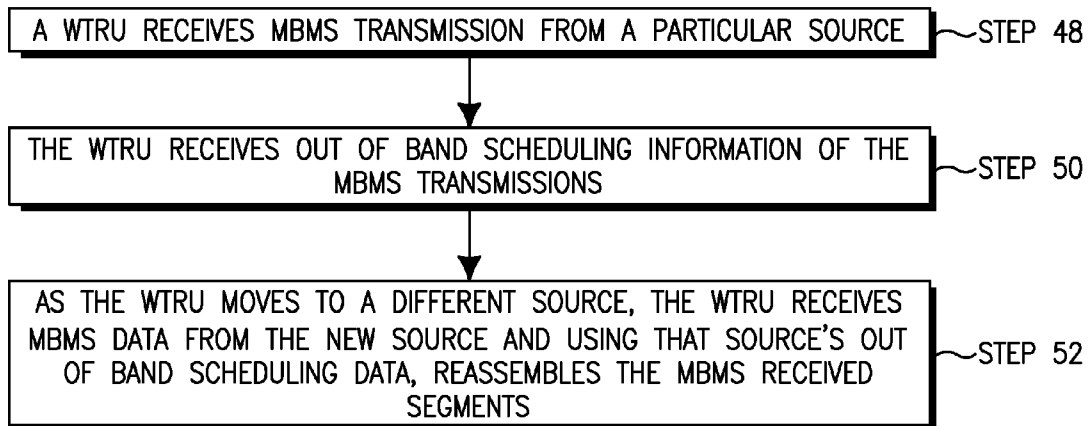 A WTRU RECEIVES MBMS TRANSMISSION FROM A PARTICULAR SOURCE
STEP 48
THE WTRU RECEIVES OUT OF BAND SCHEDULING INFORMATION OF THE
MBMS TRANSMISSIONS
STEP 50
AS THE WTRU MOVES TO A DIFFERENT SOURCE, THE WTRU RECEIVES
MBMS DATA FROM THE NEW SOURCE AND USING THAT SOURCE'S OUT
OF BAND SCHEDULING DATA, REASSEMBLES THE MBMS RECEIVED
SEGMENTS
STEP 52